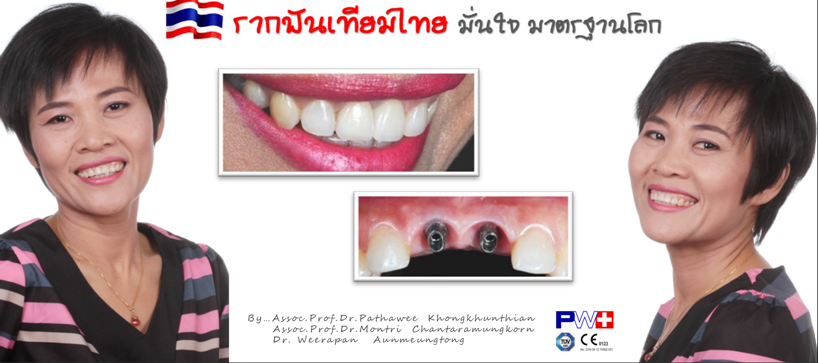 รากฟันเทียมไทย มั่นใจ มาตรฐานโลก
By...Assoc.Prof.Dr.Pathawee Khongkhunthian
Assoc.Prof.Dr.Montri Chantaramungkorn
Dr. Weerapan Aunmeungtong
PW+
TÜV CE 0123